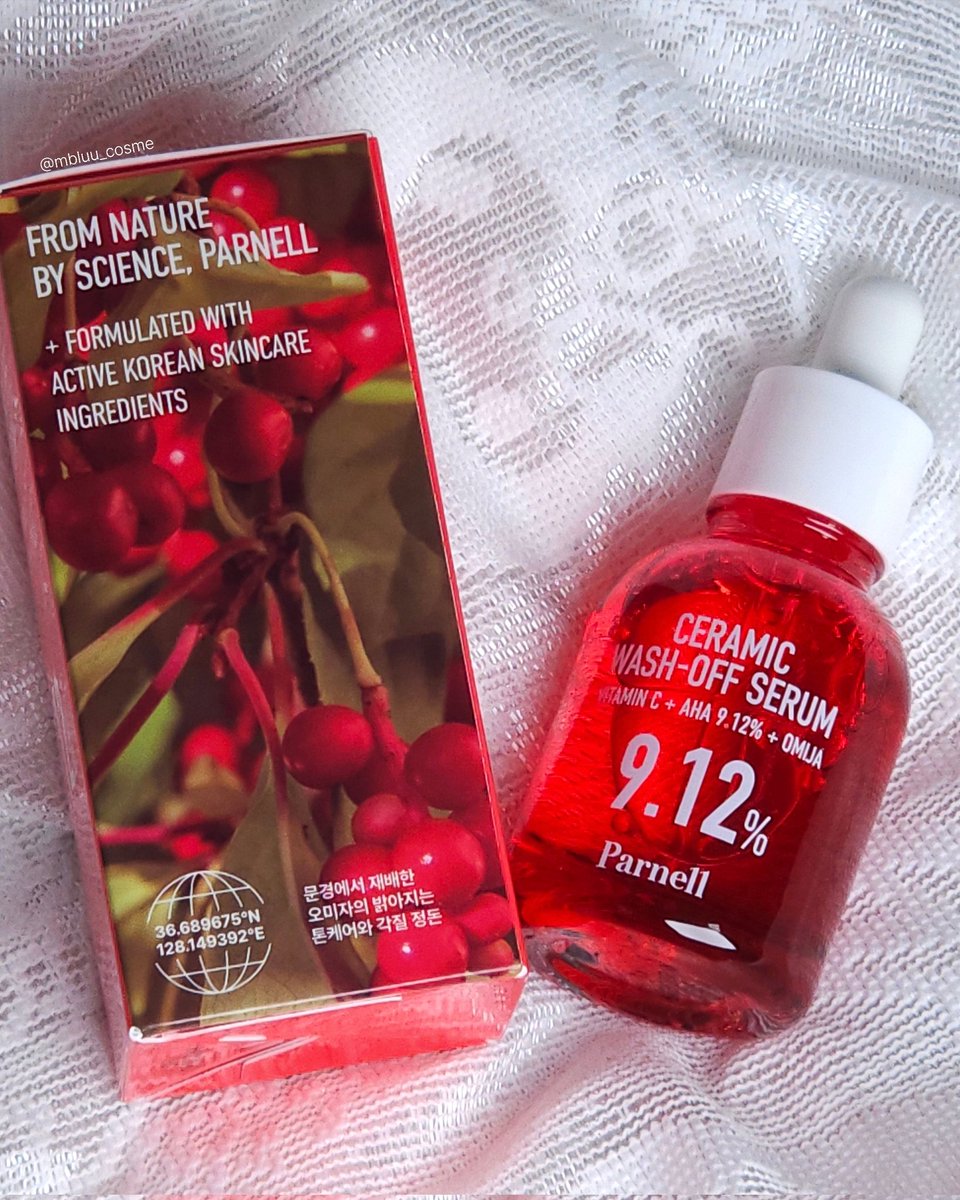 @mbluu_cosme
FROM NATURE
BY SCIENCE, PARNELL
+ FORMULATED WITH
ACTIVE KOREAN SKINCARE
INGREDIENTS
36.689675°N
128.149392°E
문경에서 재배한
오미자의 밝아지는
톤케어와 각질 정돈
CERAMIC
WASH-OFF SERUM
VITAMIN C + AHA 9.12% + OMIJA
9.12%
Parnell